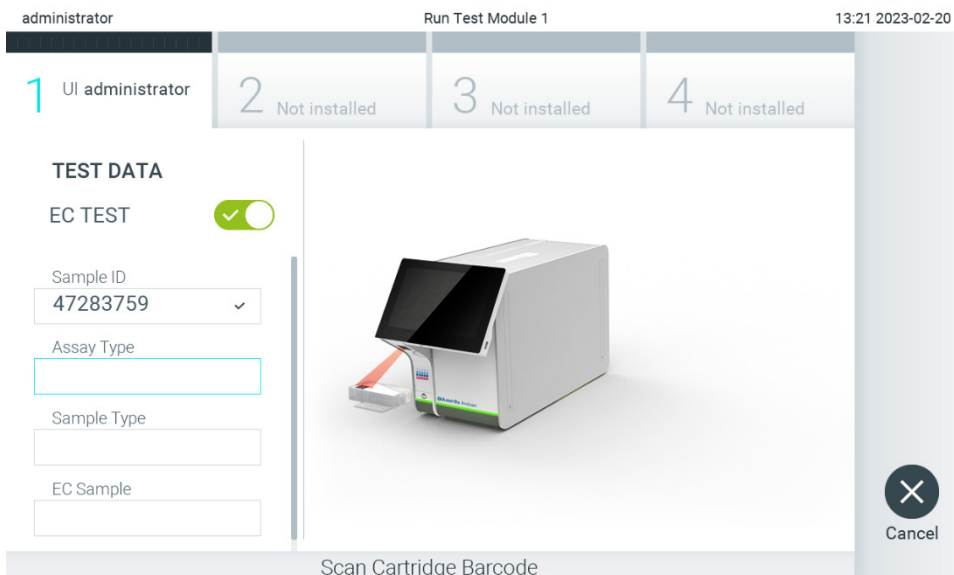 administrator
Run Test Module 1
13:21 2023-02-20
1 UI administrator
2 Not installed
3 Not installed
4 Not installed
TEST DATA
EC TEST
Sample ID
47283759
Assay Type
Sample Type
EC Sample
Cancel
Scan Cartridge Barcode